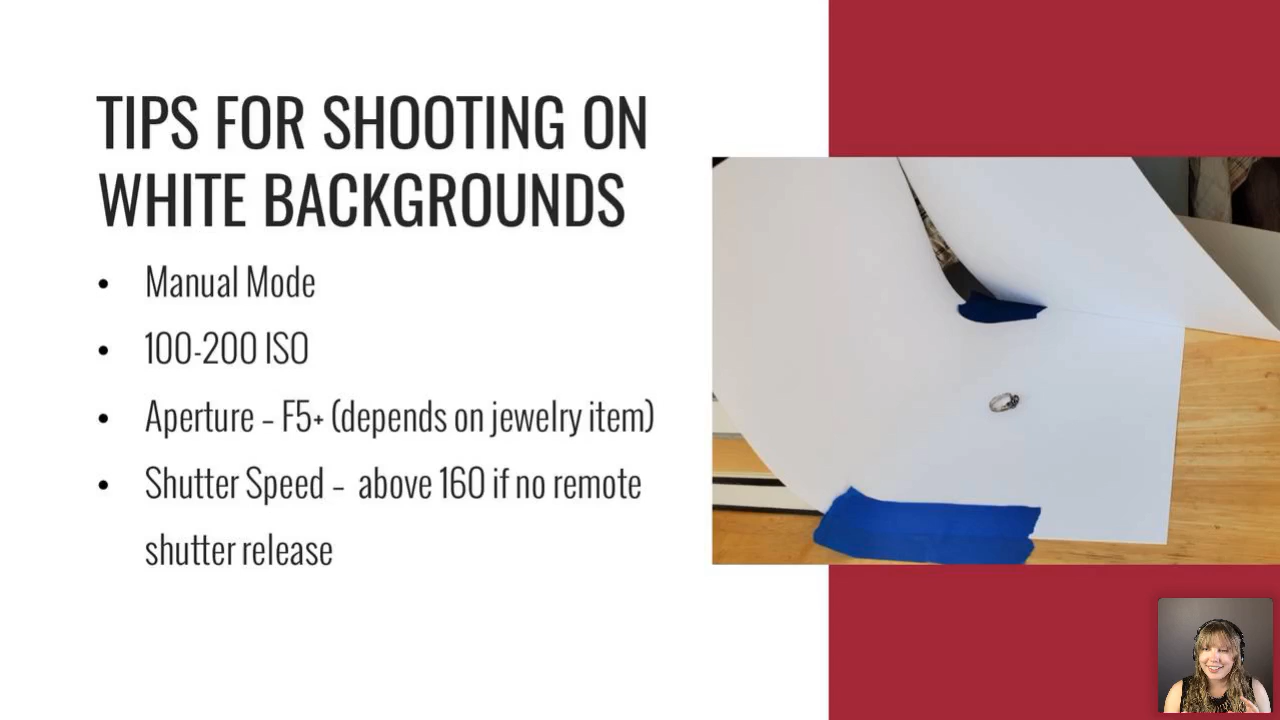 TIPS FOR SHOOTING ON
WHITE BACKGROUNDS
• Manual Mode
• 100-200 ISO
• Aperture – F5+ (depends on jewelry item)
• Shutter Speed – above 160 if no remote
shutter release